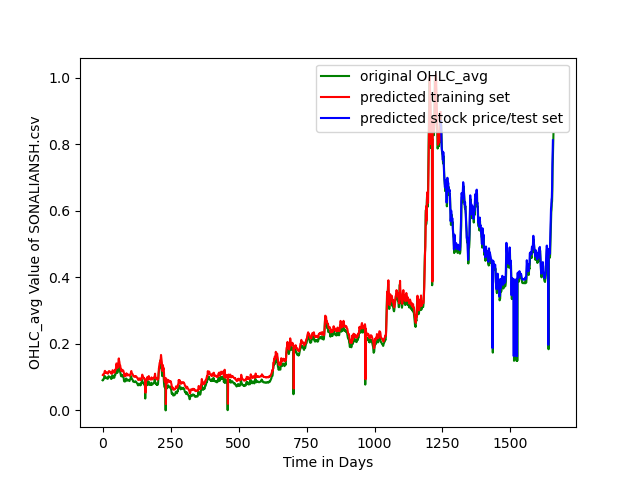 original OHLC_avg
predicted training set
predicted stock price/test set
OHLC_avg Value of SONALIANSH.csv
1.0
0.8
0.6
0.4
0.2
0.0
0 250 500 750 1000 1250 1500
Time in Days